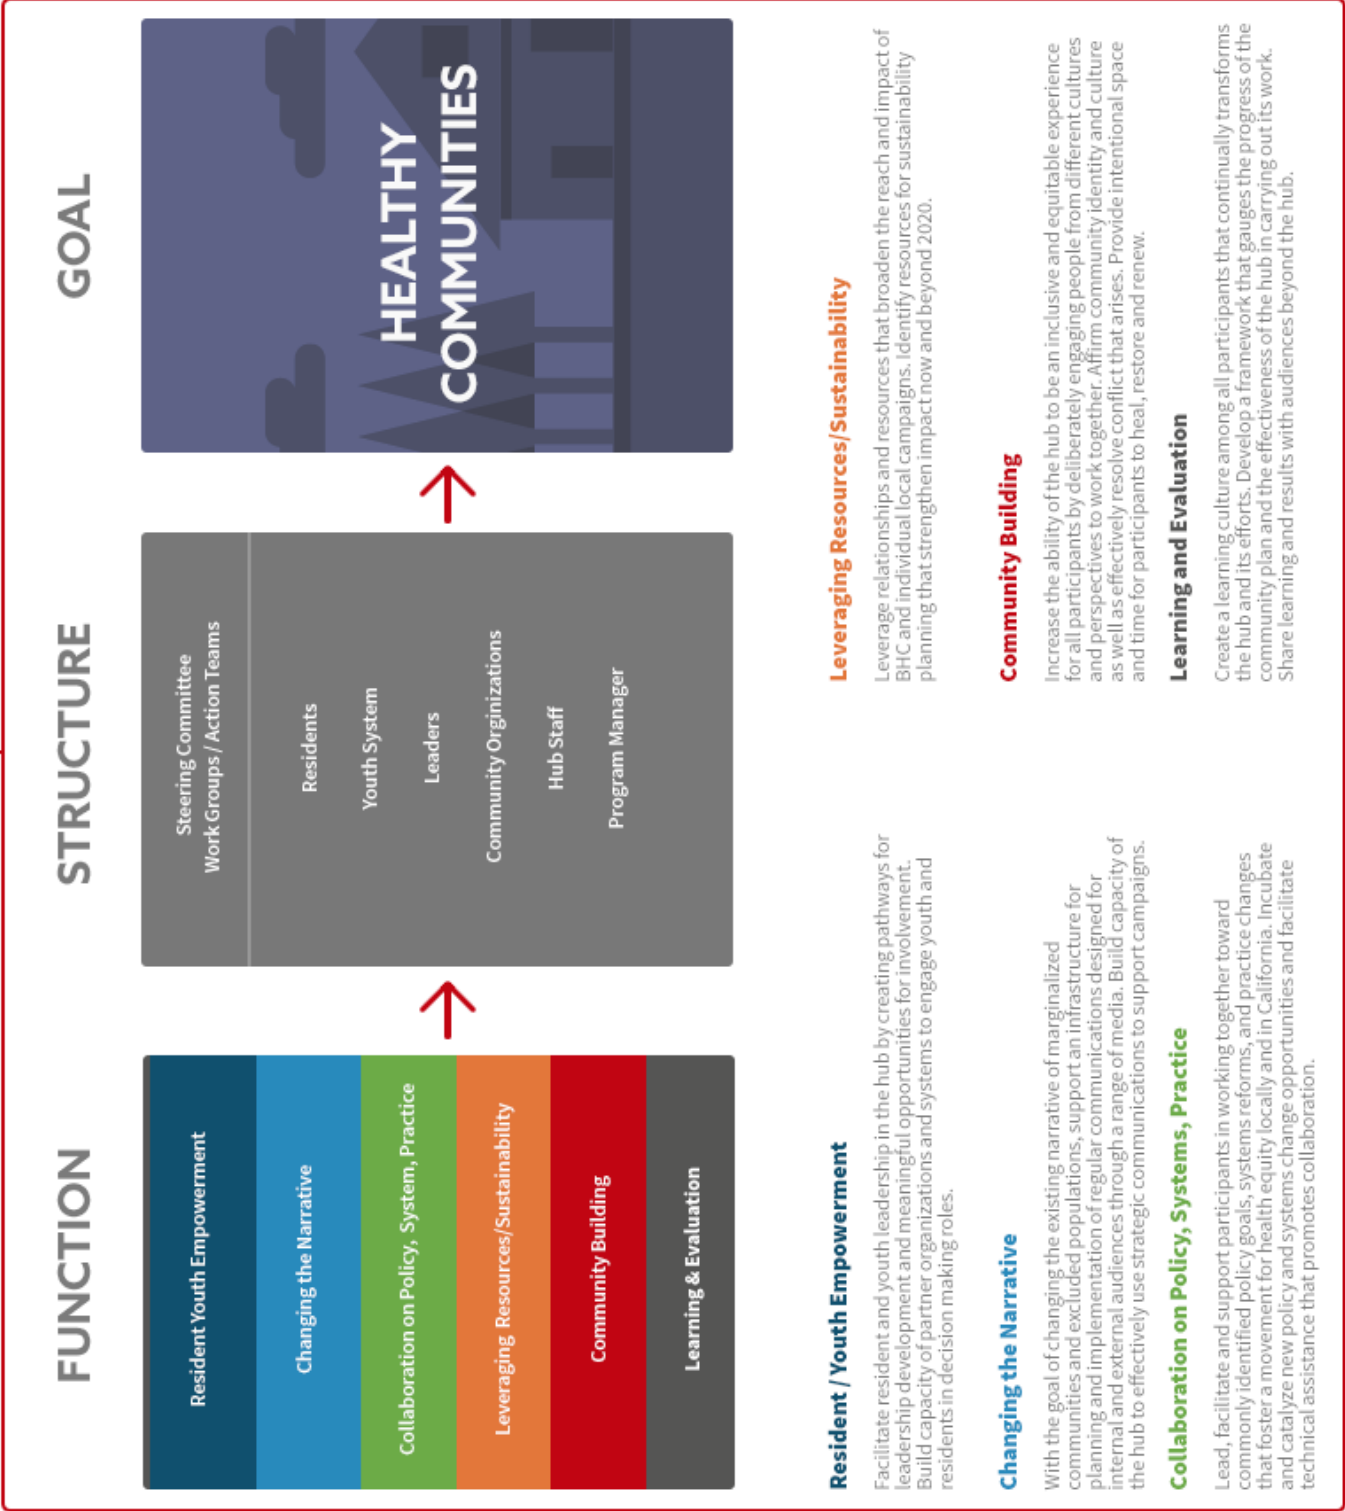 FUNCTION
STRUCTURE
GOAL
Resident Youth Empowerment
Changing the Narrative
Collaboration on Policy, System, Practice
Leveraging Resources/Sustainability
Community Building
Learning & Evaluation
Steering Committee
Work Groups / Action Teams
Residents
Youth System
Leaders
Community Orginizations
Hub Staff
Program Manager
HEALTHY
COMMUNITIES
Resident / Youth Empowerment
Facilitate resident and youth leadership in the hub by creating pathways for
leadership development and meaningful opportunities for involvement.
Build capacity of partner organizations and systems to engage youth and
residents in decision making roles.
Changing the Narrative
With the goal of changing the existing narrative of marginalized
communities and excluded populations, support an infrastructure for
planning and implementation of regular communications designed for
internal and external audiences through a range of media. Build capacity of
the hub to effectively use strategic communications to support campaigns.
Collaboration on Policy, Systems, Practice
Lead, facilitate and support participants in working together toward
commonly identified policy goals, systems reforms, and practice changes
that foster a movement for health equity locally and in California. Incubate
and catalyze new policy and systems change opportunities and facilitate
technical assistance that promotes collaboration.
Leveraging Resources/Sustainability
Leverage relationships and resources that broaden the reach and impact of
BHC and individual local campaigns. Identify resources for sustainability
planning that strengthen impact now and beyond 2020.
Community Building
Increase the ability of the hub to be an inclusive and equitable experience
for all participants by deliberately engaging people from different cultures
and perspectives to work together. Affirm community identity and culture
as well as effectively resolve conflict that arises. Provide intentional space
and time for participants to heal, restore and renew.
Learning and Evaluation
Create a learning culture among all participants that continually transforms
the hub and its efforts. Develop a framework that gauges the progress of the
community plan and the effectiveness of the hub in carrying out its work.
Share learning and results with audiences beyond the hub.